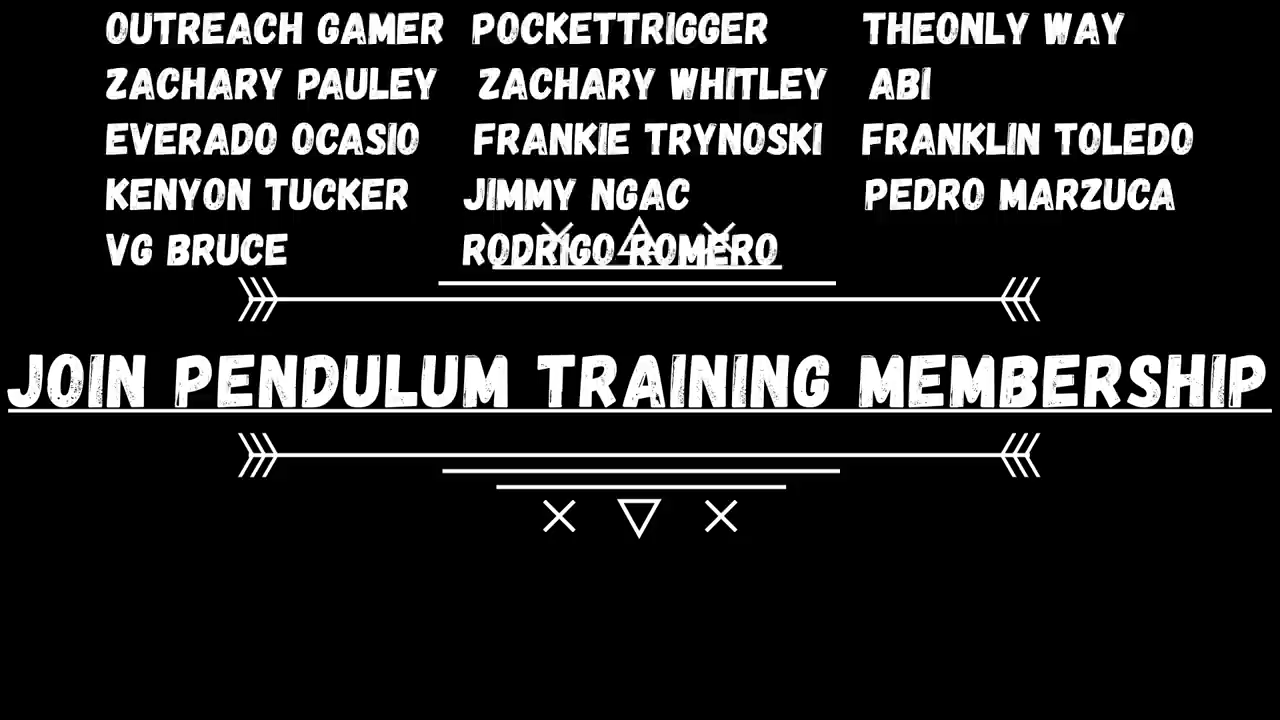 OUTREACH GAMER POCKETTRIGGER THEONLY WAY
ZACHARY PAULEY ZACHARY WHITLEY ABI
EVERADO OCASIO FRANKIE TRYNOSKI FRANKLIN TOLEDO
KENYON TUCKER JIMMY NGAC PEDRO MARZUCA
VG BRUCE RODRIGO ROMERO
JOIN PENDULUM TRAINING MEMBERSHIP